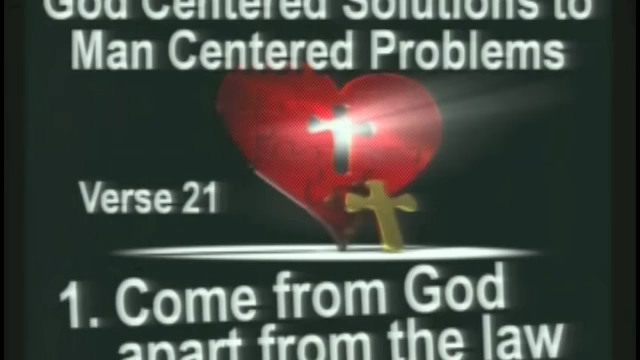 God Centered Solutions to
Man Centered Problems
Verse 21
1. Come from God
apart from the law